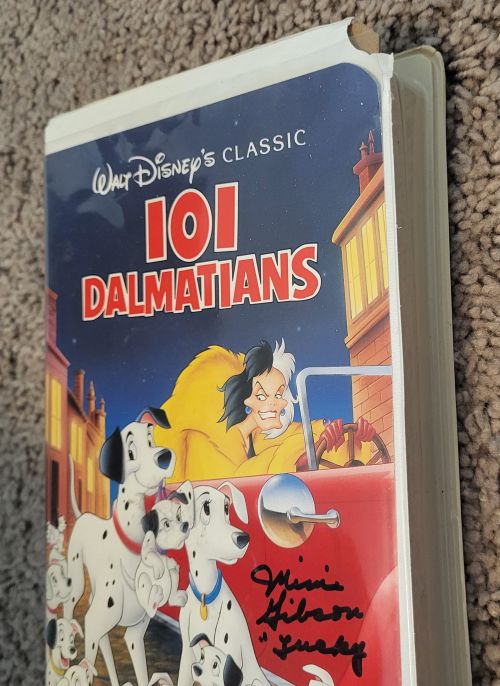 WALT DISNEY'S CLASSIC
101
DALMATIANS
Mimi
Gibson
"Lucky